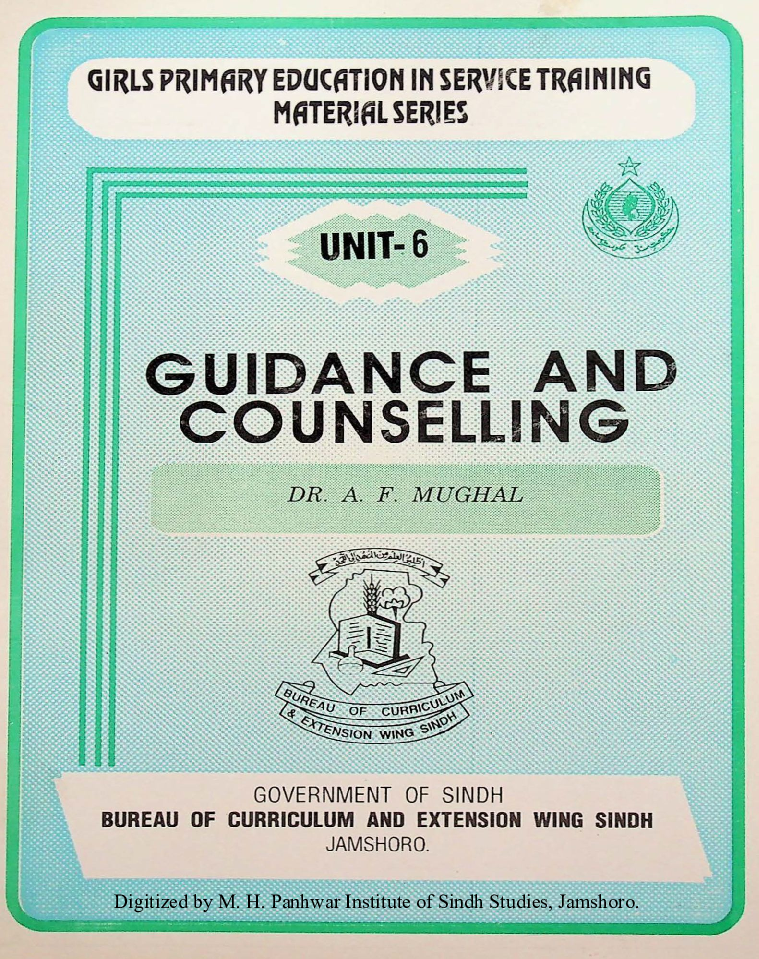 GIRLS PRIMARY EDUCATION IN SERVICE TRAINING
MATERIAL SERIES
UNIT- 6
GUIDANCE AND
COUNSELLING
DR. A. F. MUGHAL
BUREAU OF CURRICULUM
& EXTENSION WING SINDH
GOVERNMENT OF SINDH
BUREAU OF CURRICULUM AND EXTENSION WING SINDH
JAMSHORO.
Digitized by M. H. Panhwar Institute of Sindh Studies, Jamshoro.